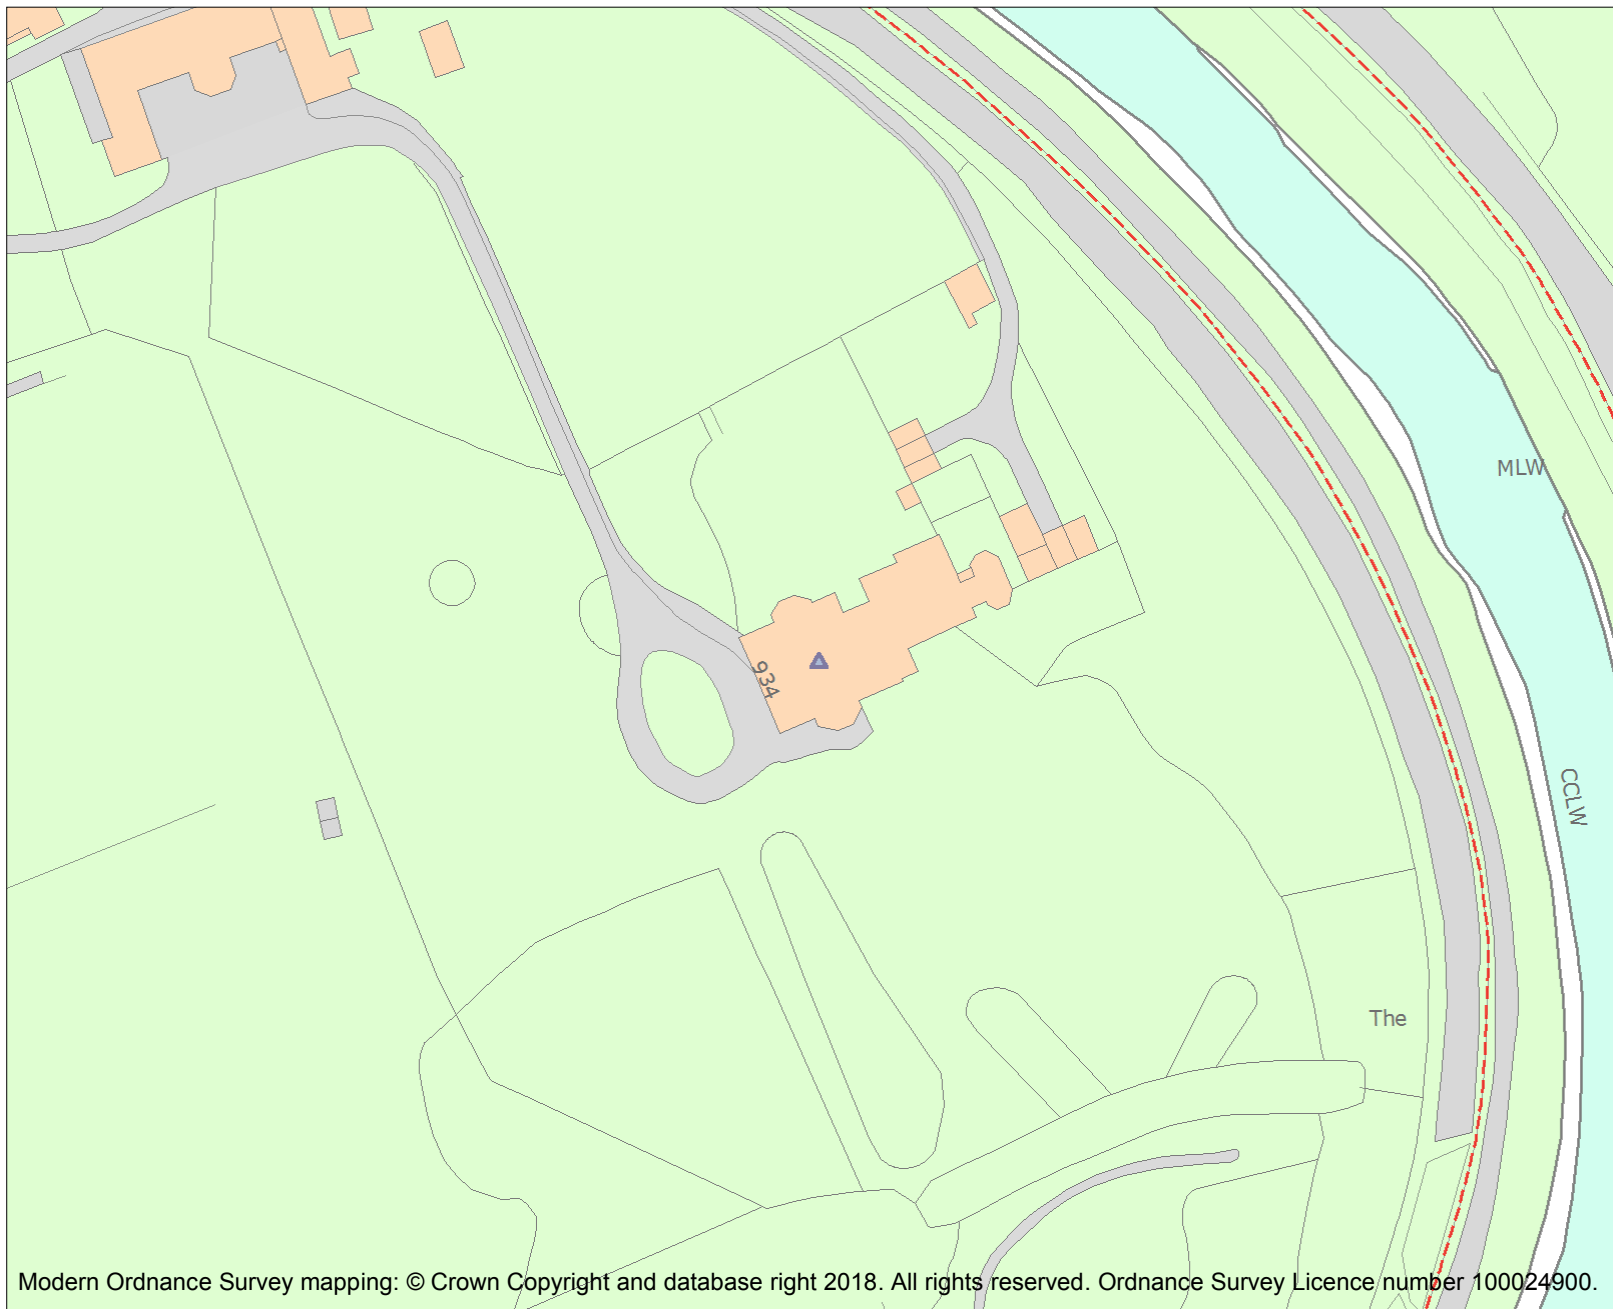 MLW
934
CCLW
The
Modern Ordnance Survey mapping: © Crown Copyright and database right 2018. All rights reserved. Ordnance Survey Licence number 100024900.